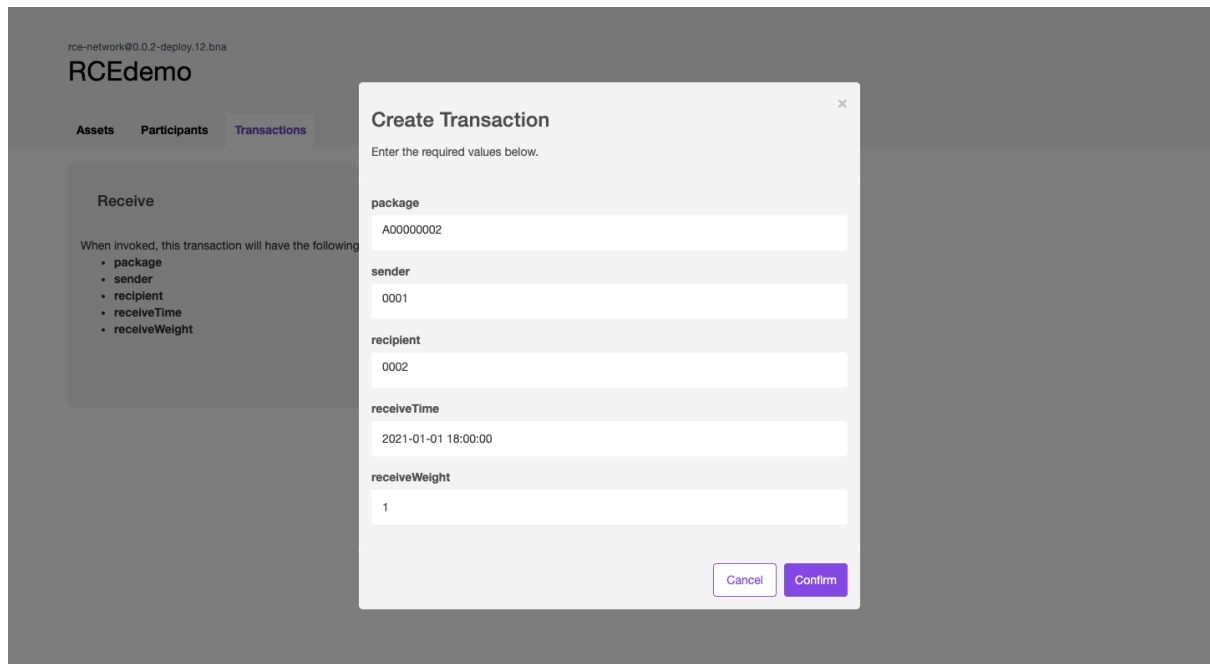 rce-network@0.0.2-deploy.12.bna
RCEdemo
Assets Participants Transactions
Receive
When invoked, this transaction will have the following
• package
• sender
• recipient
• receiveTime
• receiveWeight
×
Create Transaction
Enter the required values below.
package
A00000002
sender
0001
recipient
0002
receiveTime
2021-01-01 18:00:00
receiveWeight
1
Cancel Confirm